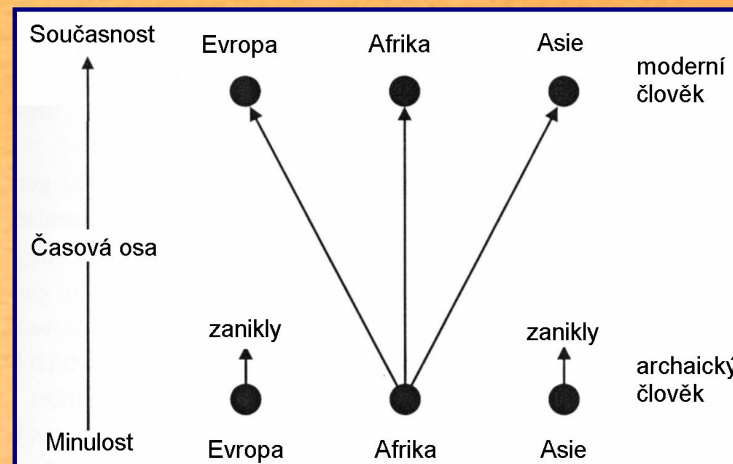 Současnost
Evropa
Afrika
Asie
moderní
člověk
Časová osa
zanikly
zanikly
archaický
člověk
Minulost
Evropa
Afrika
Asie